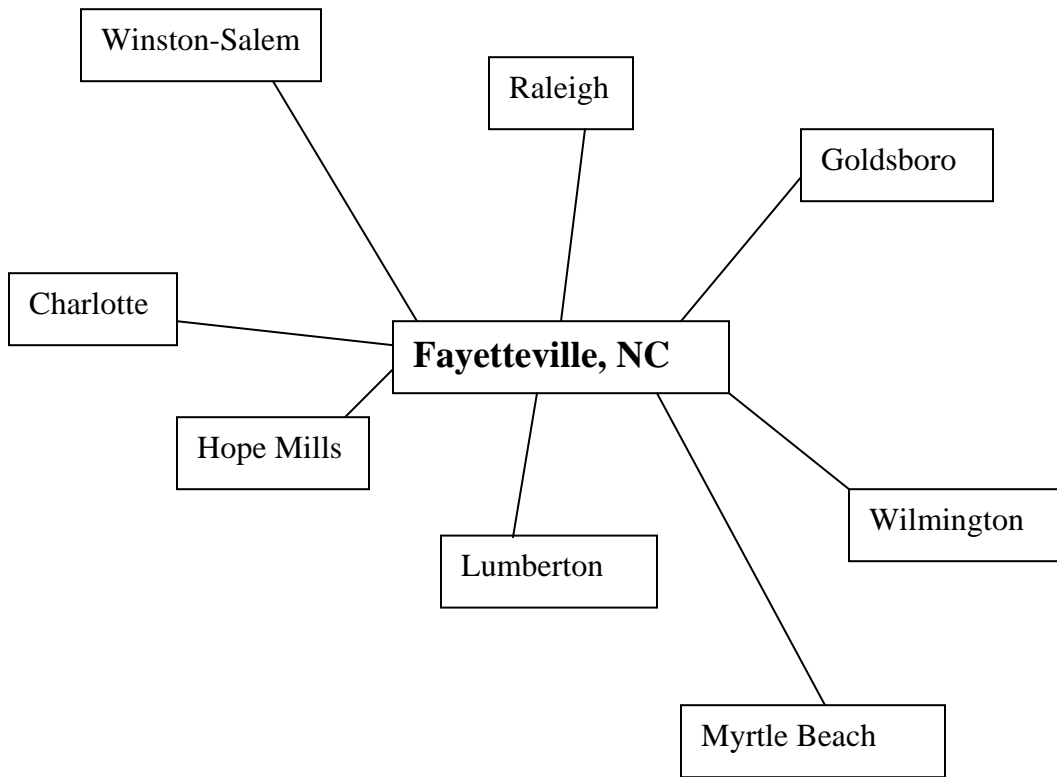 Winston-Salem
Raleigh
Goldsboro
Charlotte
Fayetteville, NC
Hope Mills
Wilmington
Lumberton
Myrtle Beach